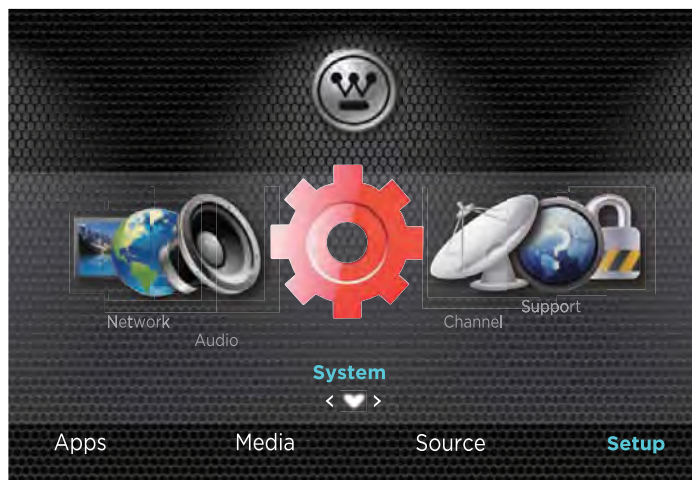 Network
Audio
Channel
Support
System
Apps
Media
Source
Setup